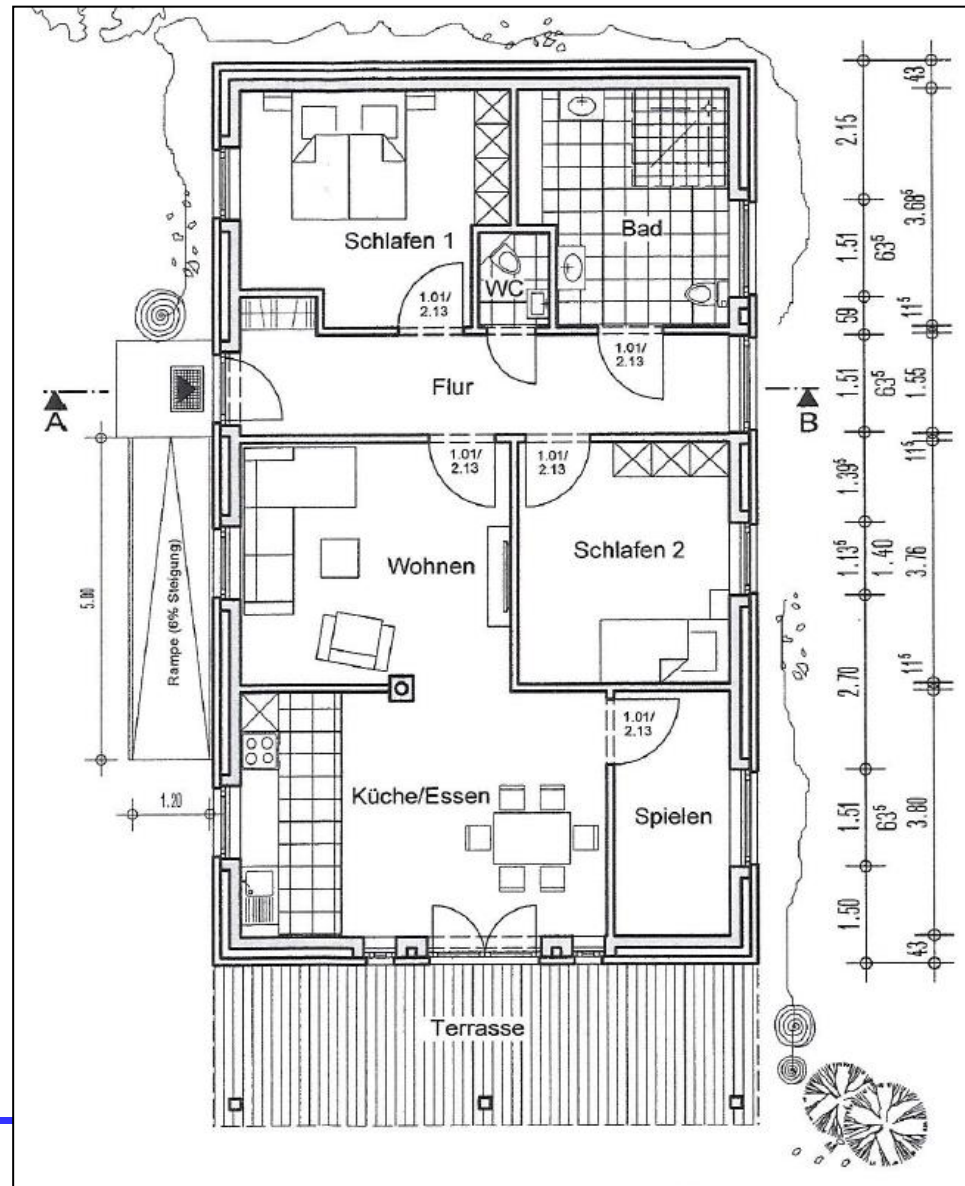 Schlafen 1
Bad
WC
1.01/
2.13
1.01/
2.13
Flur
A
B
1.01/
2.13
1.01/
2.13
Wohnen
Schlafen 2
Rampe (6% Steigung)
5.00
1.20
1.01/
2.13
Küche/Essen
Spielen
Terrasse
2.15
1.51
59
1.51
1.39⁵
1.13⁵
2.70
1.51
1.50
63⁵
63⁵
1.40
63⁵
43
3.68⁵
11⁵
1.55
11⁵
3.76
11⁵
3.80
43